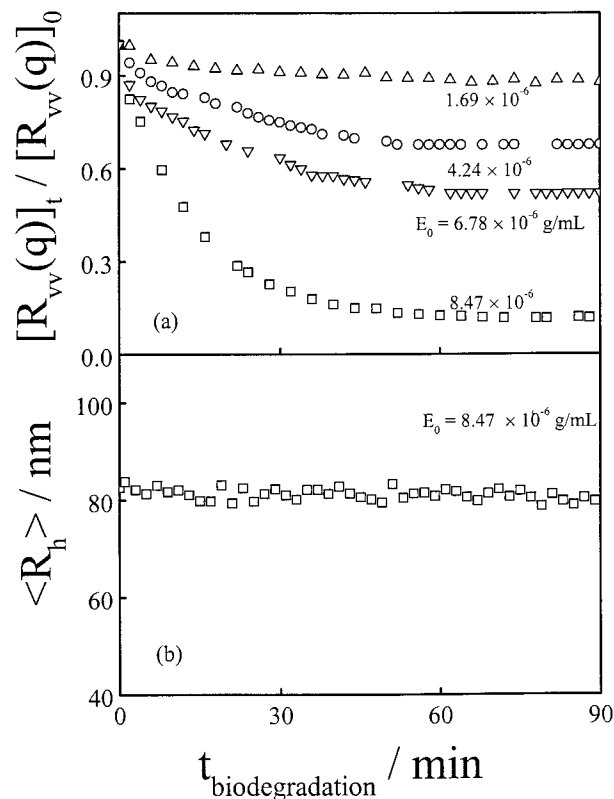 [R_vv(q)]_t / [R_vv(q)]_0
0.9
0.6
0.3
0.0
1.69 × 10^-6
4.24 × 10^-6
E_0 = 6.78 × 10^-6 g/mL
8.47 × 10^-6
(a)
<R_h> / nm
100
80
60
40
E_0 = 8.47 × 10^-6 g/mL
(b)
0
30
60
90
t_biodegradation / min